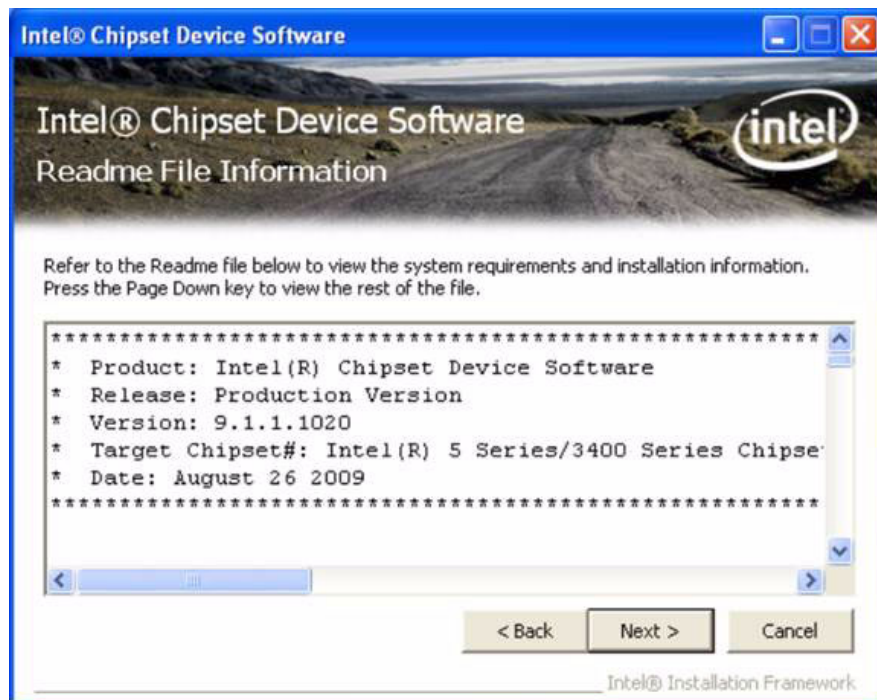 Intel® Chipset Device Software
Intel® Chipset Device Software
intel
Readme File Information
Refer to the Readme file below to view the system requirements and installation information.
Press the Page Down key to view the rest of the file.
********************************************************
* Product: Intel(R) Chipset Device Software
* Release: Production Version
* Version: 9.1.1.1020
* Target Chipset#: Intel(R) 5 Series/3400 Series Chipse
* Date: August 26 2009
********************************************************
< Back Next > Cancel
Intel® Installation Framework